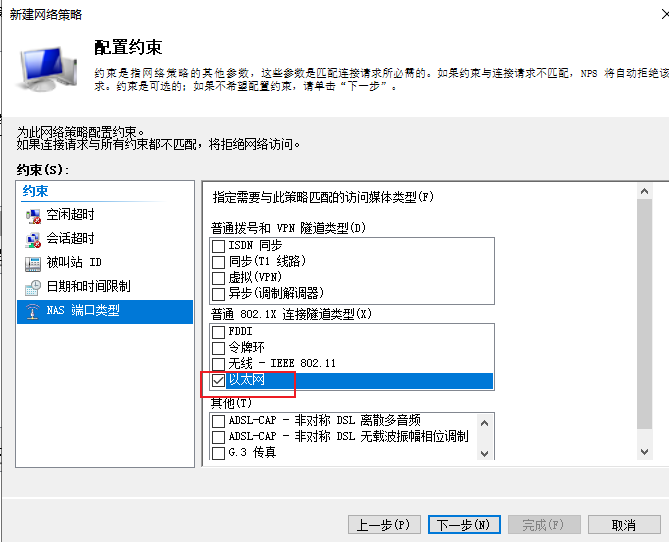 新建网络策略
配置约束
约束是指网络策略的其他参数，这些参数是匹配连接请求所必需的。如果约束与连接请求不匹配，NPS 将自动拒绝该
求。约束是可选的；如果不希望配置约束，请单击“下一步”。
为此网络策略配置约束。
如果连接请求与所有约束都不匹配，将拒绝网络访问。
约束(S):
约束
空闲超时
会话超时
被叫站 ID
日期和时间限制
NAS 端口类型
指定需要与此策略匹配的访问媒体类型(F)
普通拨号和 VPN 隧道类型(D)
ISDN 同步
同步(T1 线路)
虚拟(VPN)
异步(调制解调器)
普通 802.1X 连接隧道类型(X)
FDDI
令牌环
无线 - IEEE 802.11
以太网
其他(T)
ADSL-CAP - 非对称 DSL 离散多音频
ADSL-CAP - 非对称 DSL 无载波振幅相位调制
G.3 传真
上一步(P)
下一步(N)
完成(F)
取消